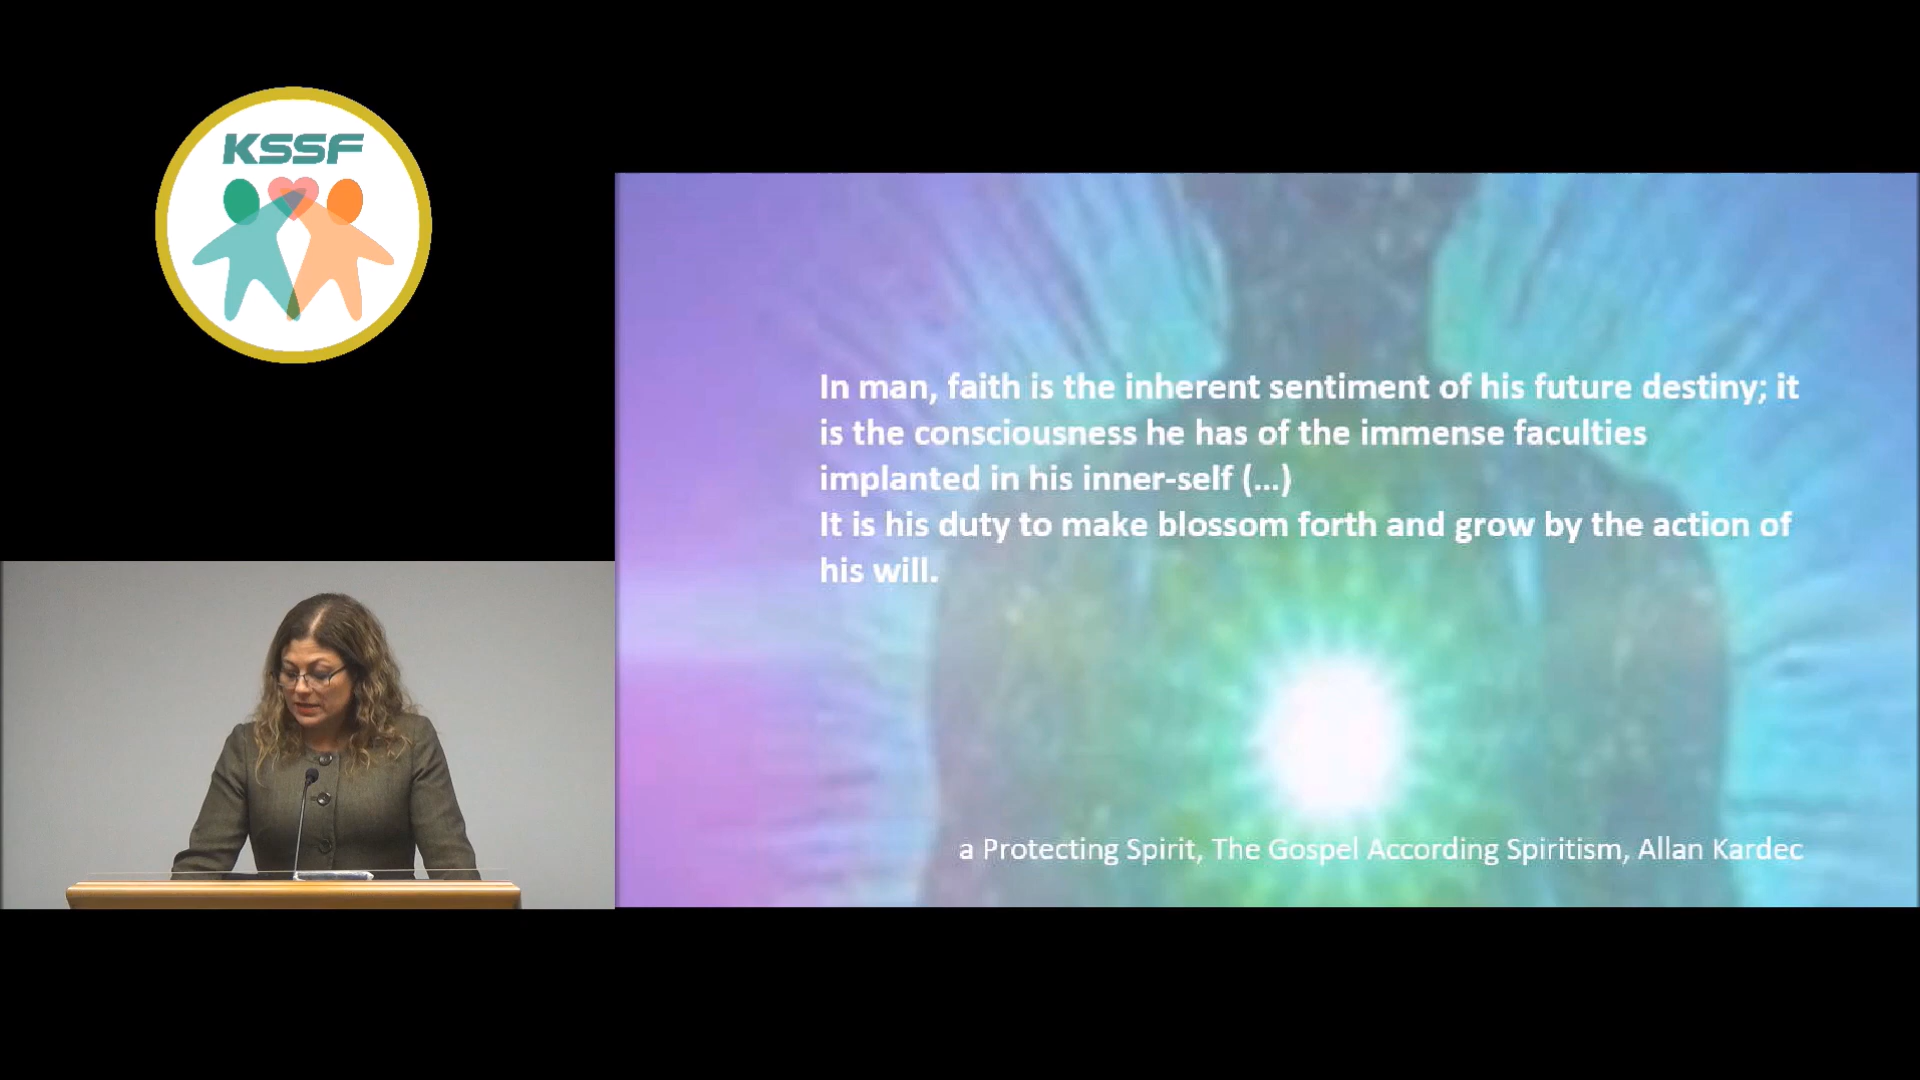 KSSF
In man, faith is the inherent sentiment of his future destiny; it
is the consciousness he has of the immense faculties
implanted in his inner-self (...)
It is his duty to make blossom forth and grow by the action of
his will.
a Protecting Spirit, The Gospel According Spiritism, Allan Kardec